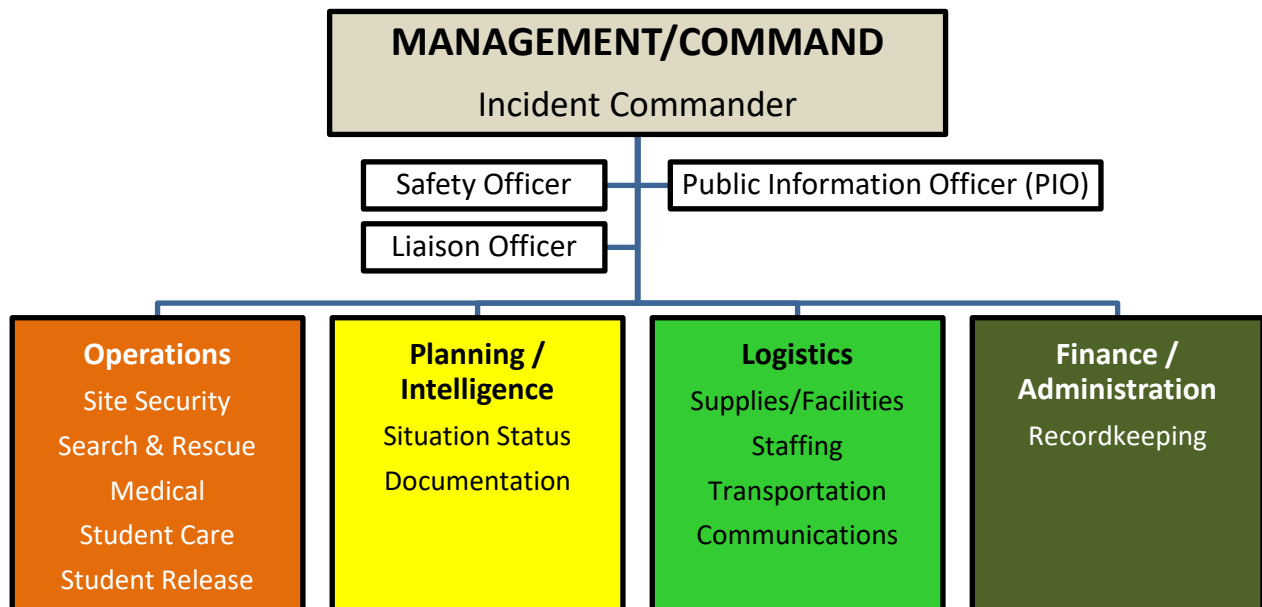 MANAGEMENT/COMMAND
Incident Commander
Safety Officer
Public Information Officer (PIO)
Liaison Officer
Operations
Site Security
Search & Rescue
Medical
Student Care
Student Release
Planning /
Intelligence
Situation Status
Documentation
Logistics
Supplies/Facilities
Staffing
Transportation
Communications
Finance /
Administration
Recordkeeping